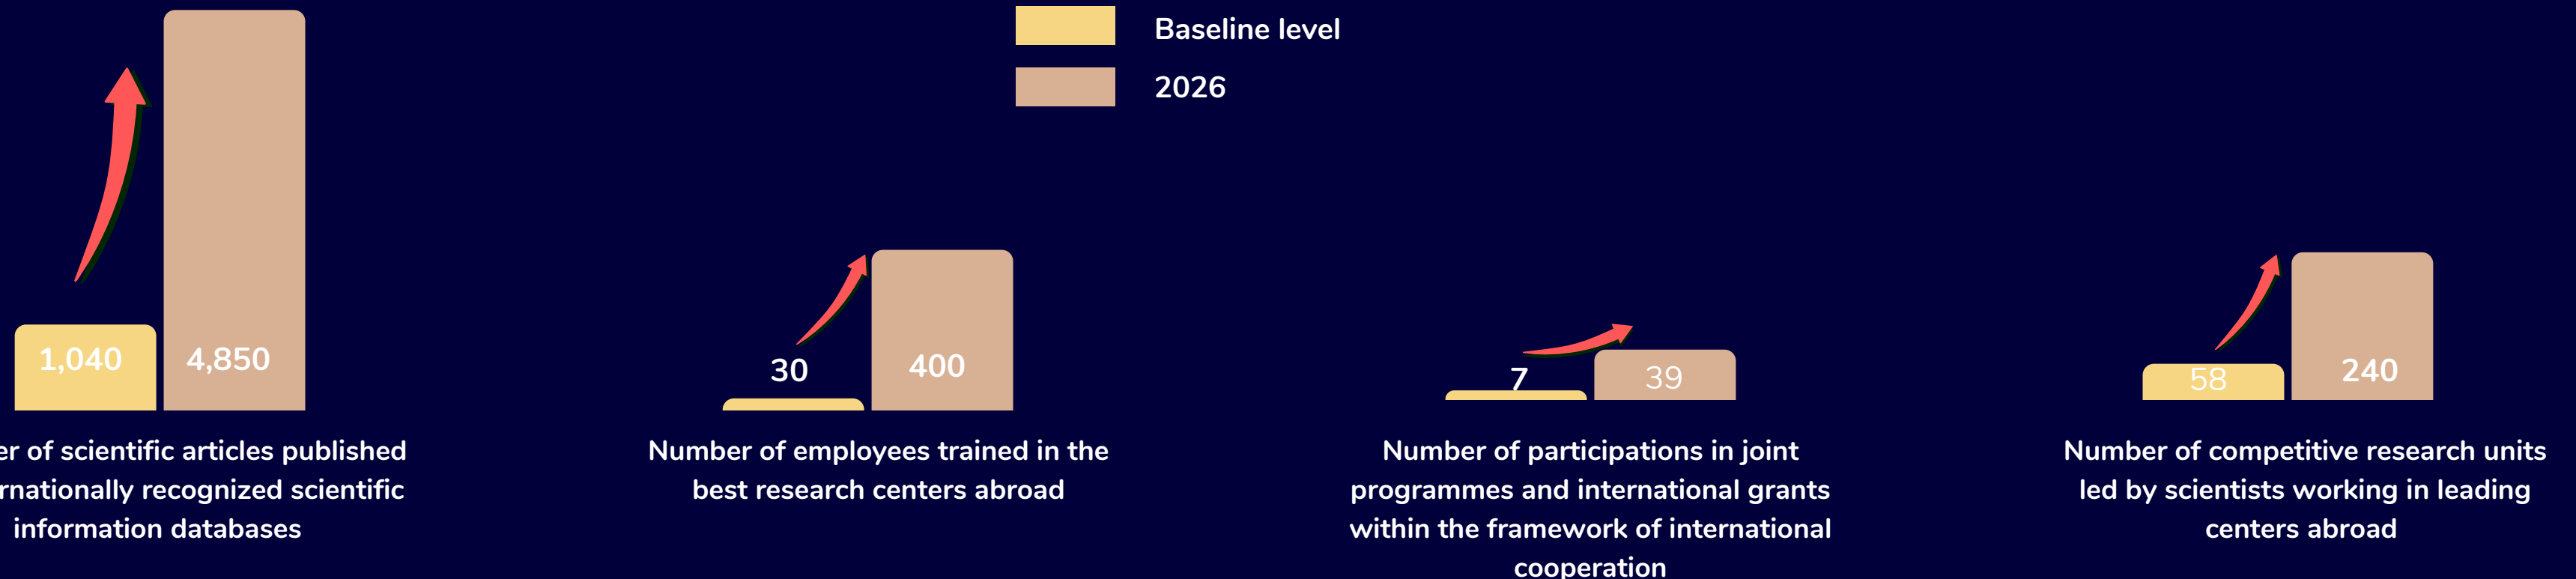 Baseline level
2026
1,040
4,850
er of scientific articles published
rnationally recognized scientific
information databases
30
400
Number of employees trained in the
best research centers abroad
7
39
Number of participations in joint
programmes and international grants
within the framework of international
cooperation
58
240
Number of competitive research units
led by scientists working in leading
centers abroad